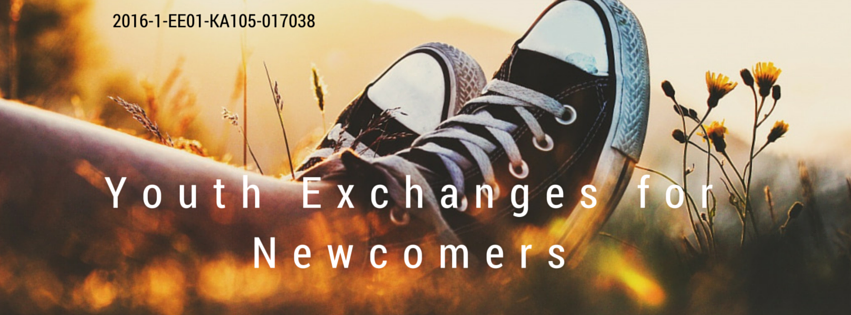 2016-1-EE01-KA105-017038
Youth Exchanges for
Newcomers